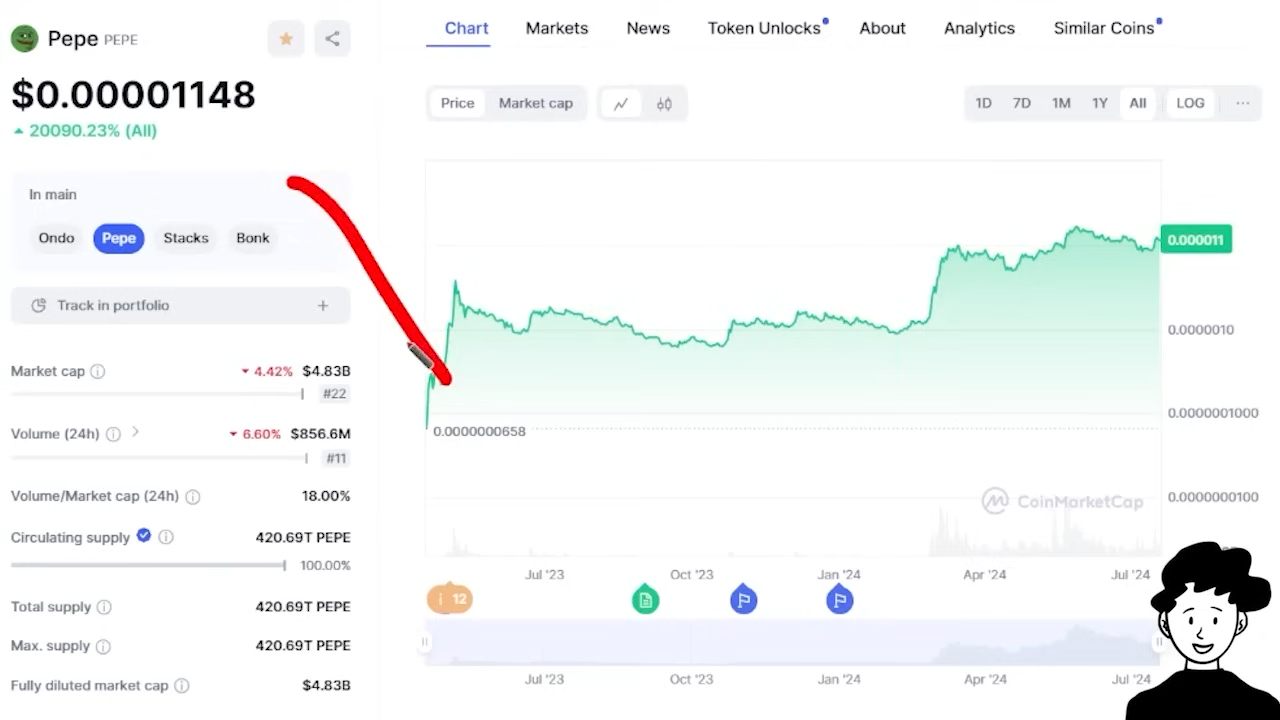 Pepe PEPE
$0.00001148
20090.23% (All)
In main
Ondo Pepe Stacks Bonk
Track in portfolio +
Market cap 4.42% $4.83B
#22
Volume (24h) 6.60% $856.6M
#11
Volume/Market cap (24h) 18.00%
Circulating supply 420.69T PEPE
100.00%
Total supply 420.69T PEPE
Max. supply 420.69T PEPE
Fully diluted market cap $4.83B
Chart Markets News Token Unlocks About Analytics Similar Coins
Price Market cap 1D 7D 1M 1Y All LOG ...
0.000011
0.0000010
0.0000001000
0.0000000658
0.0000000100
CoinMarketCap
Jul '23 Oct '23 Jan '24 Apr '24 Jul '24
12
Jul '23 Oct '23 Jan '24 Apr '24 Jul '24